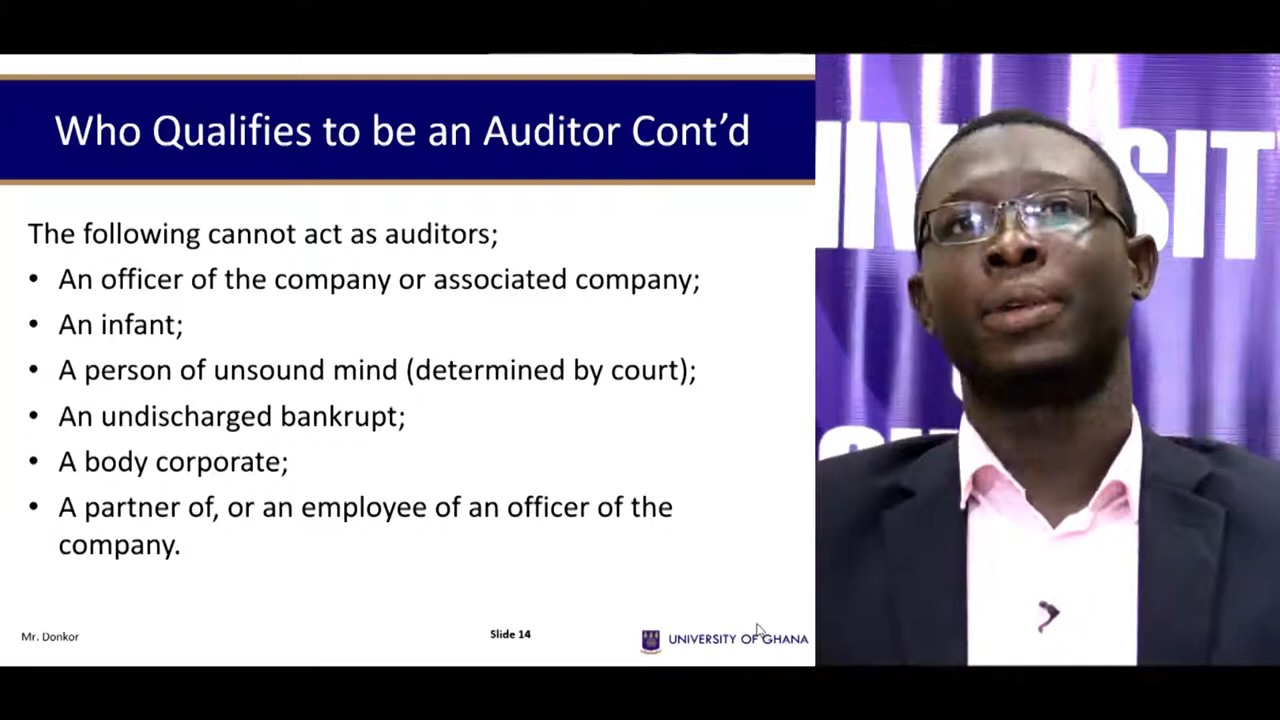 Who Qualifies to be an Auditor Cont’d
The following cannot act as auditors;
• An officer of the company or associated company;
• An infant;
• A person of unsound mind (determined by court);
• An undischarged bankrupt;
• A body corporate;
• A partner of, or an employee of an officer of the
company.
Mr. Donkor
Slide 14
UNIVERSITY OF GHANA